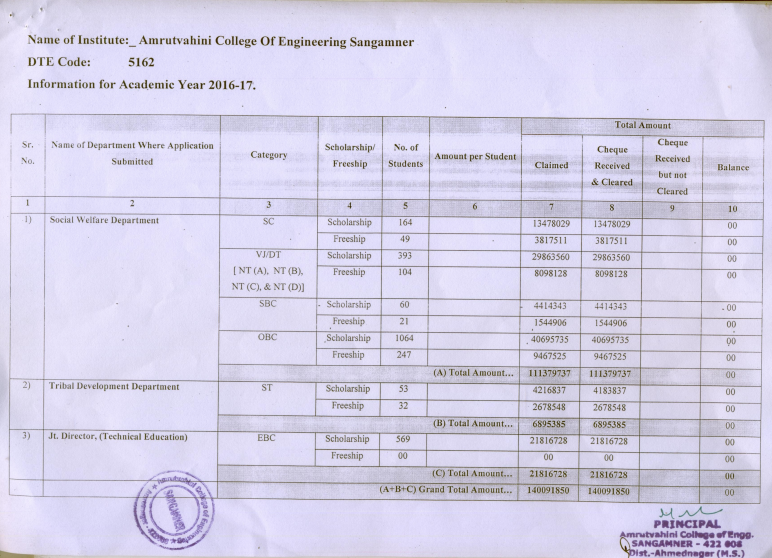 Name of Institute:_ Amrutvahini College Of Engineering Sangamner
DTE Code: 5162
Information for Academic Year 2016-17.
Sr. No. Name of Department Where Application Submitted Category Scholarship/ Freeship No. of Students Amount per Student Total Amount
Claimed Cheque Received & Cleared Cheque Received but not Cleared Balance
1 2 3 4 5 6 7 8 9 10
1) Social Welfare Department SC Scholarship 164 13478029 13478029 00
Freeship 49 3817511 3817511 00
VJ/DT Scholarship 393 29863560 29863560 00
[ NT (A), NT (B), Freeship 104 8098128 8098128 00
NT (C), & NT (D)]
SBC Scholarship 60 4414343 4414343 00
Freeship 21 1544906 1544906 00
OBC Scholarship 1064 40695735 40695735 00
Freeship 247 9467525 9467525 00
(A) Total Amount... 111379737 111379737 00
2) Tribal Development Department ST Scholarship 53 4216837 4183837 00
Freeship 32 2678548 2678548 00
(B) Total Amount... 6895385 6895385 00
3) Jt. Director, (Technical Education) EBC Scholarship 569 21816728 21816728 00
Freeship 00 00 00 00
(C) Total Amount... 21816728 21816728 00
(A+B+C) Grand Total Amount... 140091850 140091850 00
Amrutvahini College of Engineering
SANGAMNER
PRINCIPAL
Amrutvahini College of Engg.
SANGAMNER - 422 608
Dist.-Ahmednagar (M.S.)